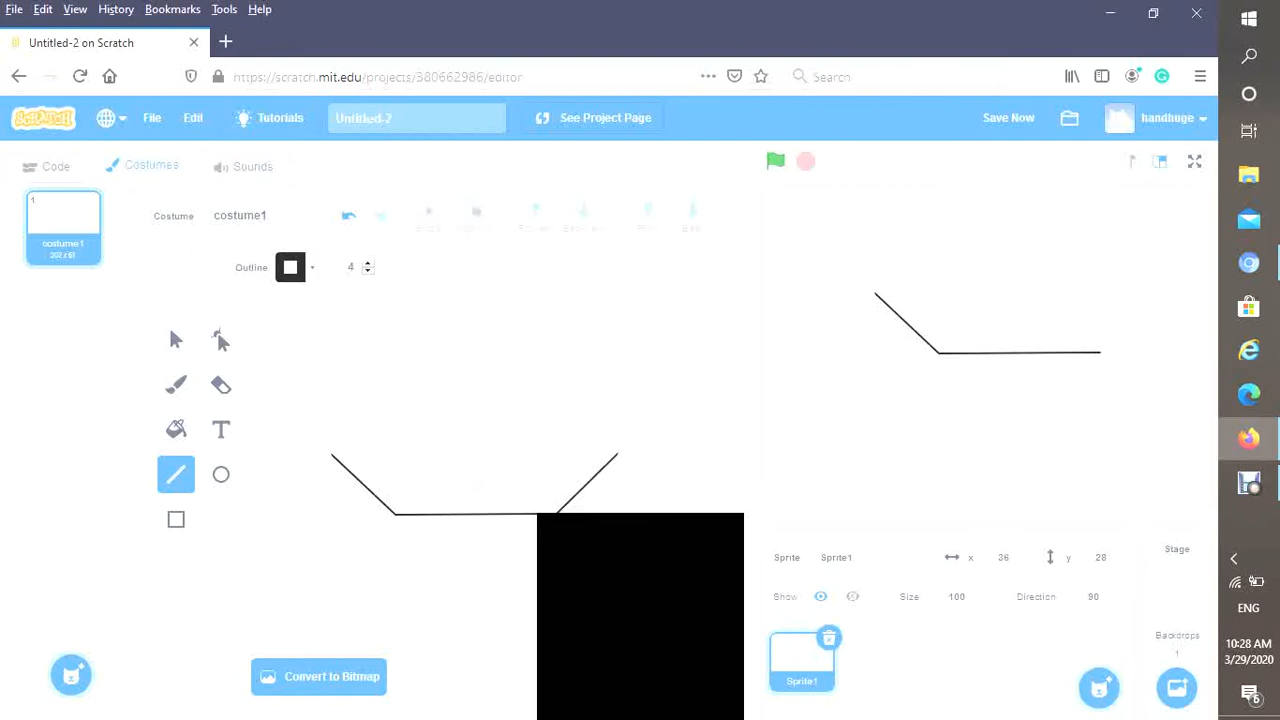 File Edit View History Bookmarks Tools Help
Untitled-2 on Scratch
https://scratch.mit.edu/projects/380662986/editor
Search
SCRATCH File Edit Tutorials Untitled-2 See Project Page Save Now handhuge
Code Costumes Sounds
1
costume1
Costume costume1
Outline 4
T
Convert to Bitmap
Sprite Sprite1 x 36 y 28
Show Size 100 Direction 90
Sprite1
Stage
Backdrops
1
ENG
10:28 AM
3/29/2020
6